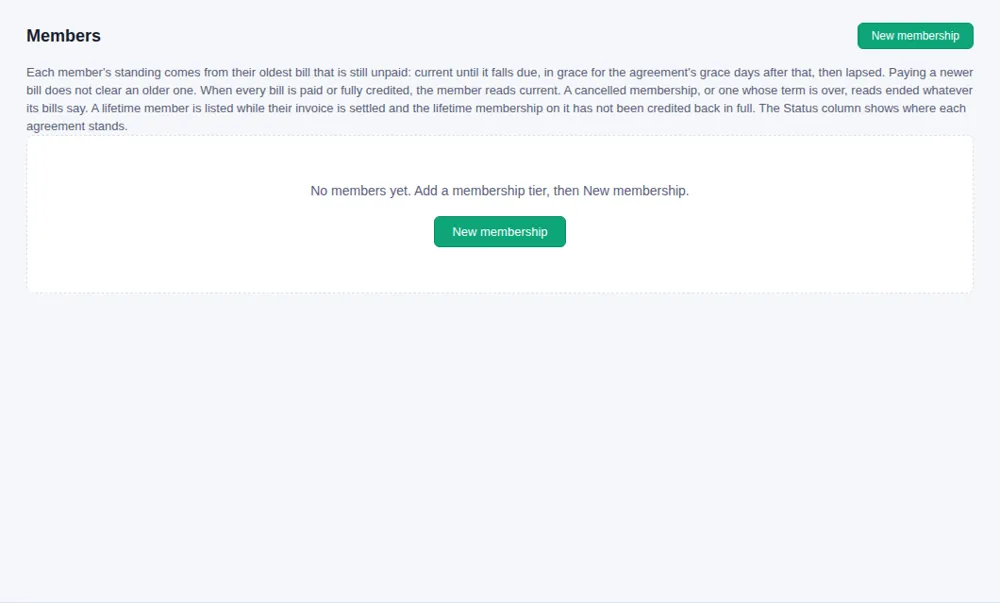 Members
New membership
Each member's standing comes from their oldest bill that is still unpaid: current until it falls due, in grace for the agreement's grace days after that, then lapsed. Paying a newer
bill does not clear an older one. When every bill is paid or fully credited, the member reads current. A cancelled membership, or one whose term is over, reads ended whatever
its bills say. A lifetime member is listed while their invoice is settled and the lifetime membership on it has not been credited back in full. The Status column shows where each
agreement stands.
No members yet. Add a membership tier, then New membership.
New membership